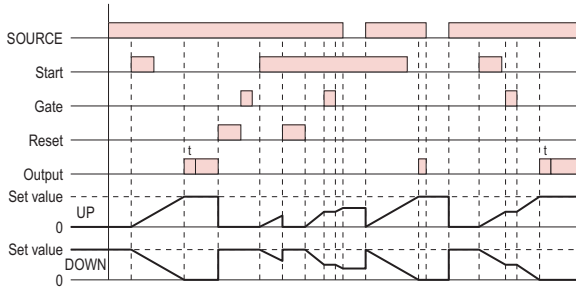 SOURCE
Start
Gate
Reset
t
t
Output
Set value
UP
0
Set value
DOWN
0